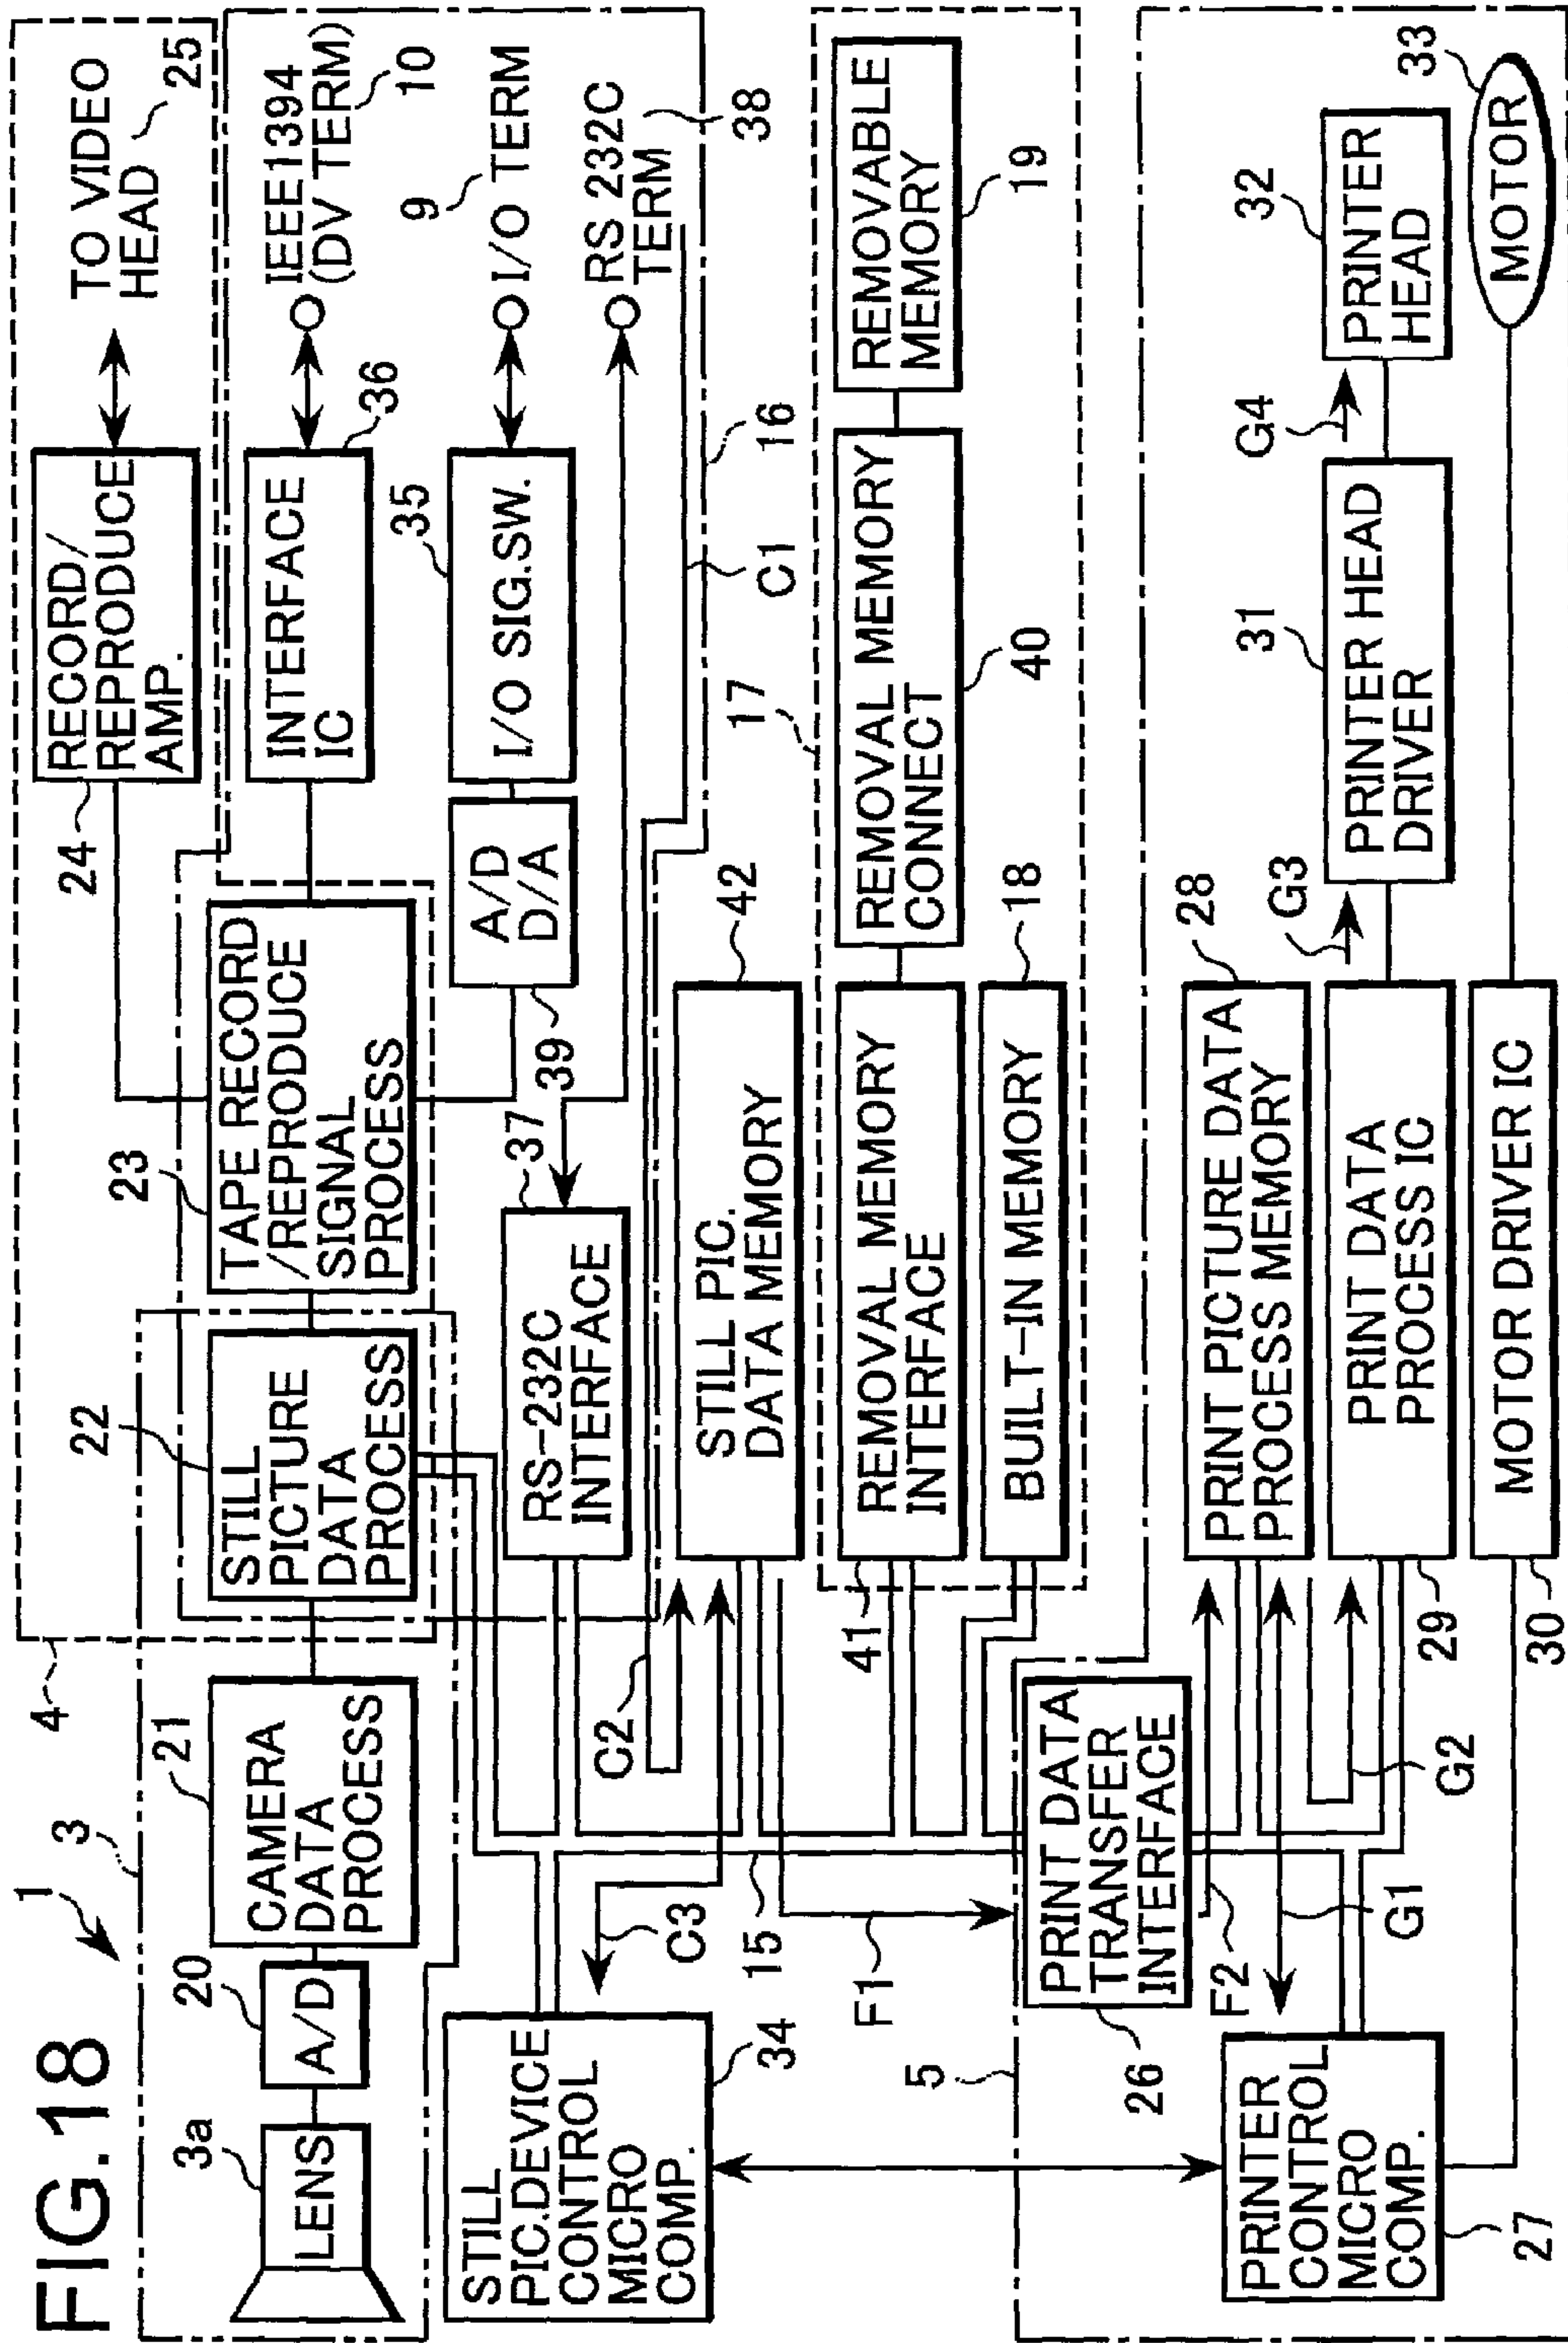 FIG.18
1
3
4
3a
LENS
20
A/D
21
CAMERA
DATA
PROCESS
22
STILL
PICTURE
DATA
PROCESS
23
TAPE RECORD
/REPRODUCE
SIGNAL
PROCESS
24
RECORD/
REPRODUCE
AMP.
TO VIDEO
HEAD
25
INTERFACE
IC
36
IEEE1394
(DV TERM)
10
35
I/O SIG.SW.
9
I/O TERM
A/D
D/A
39
RS 232C
TERM
38
37
RS-232C
INTERFACE
C1
16
C2
STILL
PIC.DEVICE
CONTROL
MICRO
COMP.
34
C3
15
STILL PIC.
DATA MEMORY
42
17
41
REMOVAL MEMORY
INTERFACE
REMOVAL MEMORY
CONNECT
40
REMOVABLE
MEMORY
19
BUILT-IN MEMORY
18
F1
5
PRINT DATA
TRANSFER
INTERFACE
26
F2
G1
G2
PRINTER
CONTROL
MICRO
COMP.
27
PRINT PICTURE DATA
PROCESS MEMORY
28
PRINT DATA
PROCESS IC
29
G3
31
PRINTER HEAD
DRIVER
G4
32
PRINTER
HEAD
MOTOR DRIVER IC
30
33
MOTOR